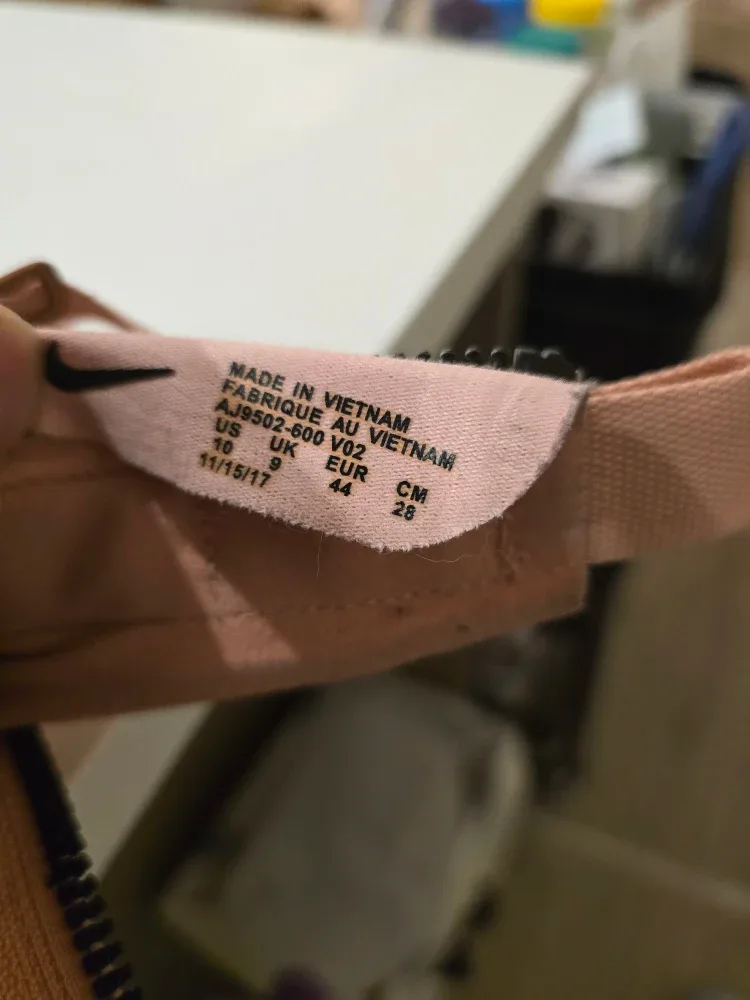 MADE IN VIETNAM
FABRIQUE AU VIETNAM
AJ9502-600 V02
US UK EUR CM
10 9 44 28
11/15/17